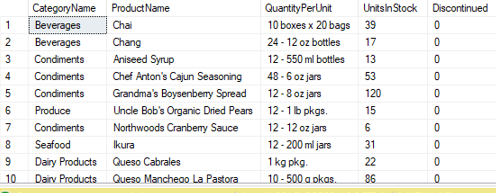 CategoryName ProductName QuantityPerUnit UnitsInStock Discontinued
1 Beverages Chai 10 boxes x 20 bags 39 0
2 Beverages Chang 24 - 12 oz bottles 17 0
3 Condiments Aniseed Syrup 12 - 550 ml bottles 13 0
4 Condiments Chef Anton's Cajun Seasoning 48 - 6 oz jars 53 0
5 Condiments Grandma's Boysenberry Spread 12 - 8 oz jars 120 0
6 Produce Uncle Bob's Organic Dried Pears 12 - 1 lb pkgs. 15 0
7 Condiments Northwoods Cranberry Sauce 12 - 12 oz jars 6 0
8 Seafood Ikura 12 - 200 ml jars 31 0
9 Dairy Products Queso Cabrales 1 kg pkg. 22 0
10 Dairy Products Queso Manchego La Pastora 10 - 500 g pkgs. 86 0